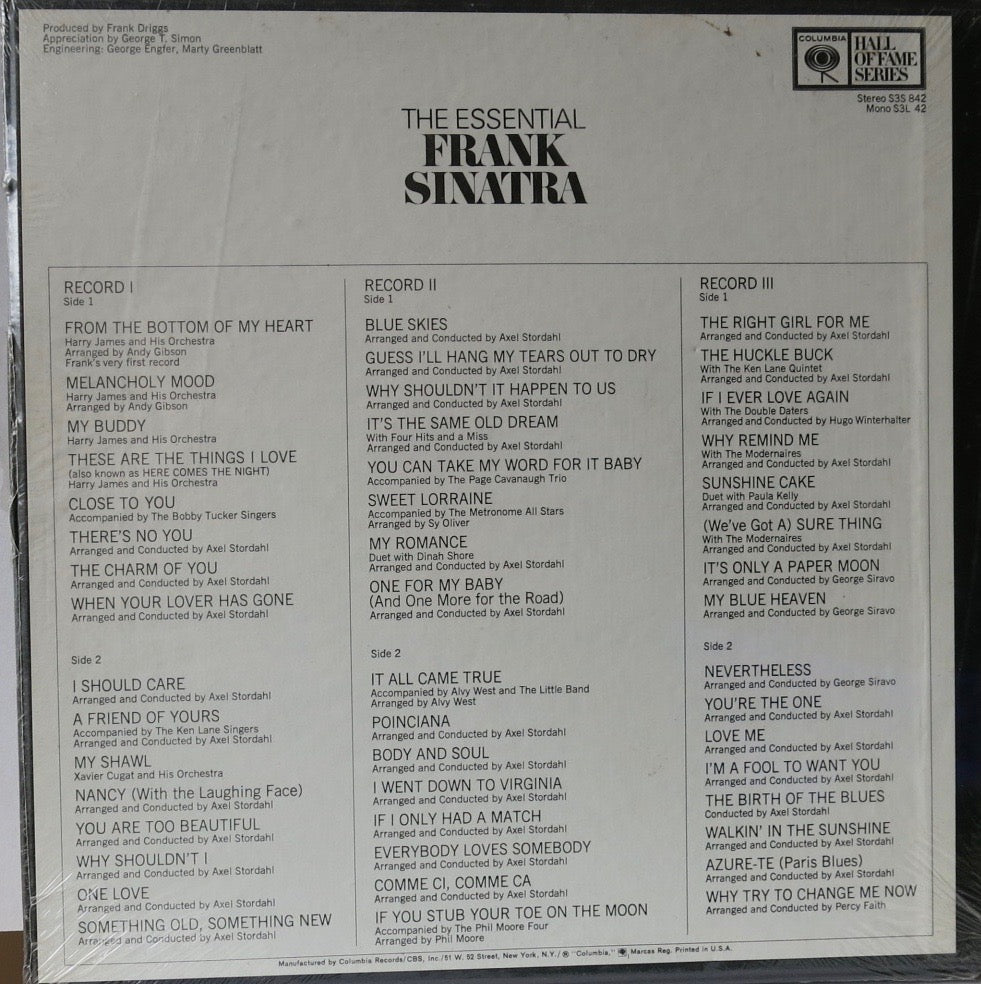 Produced by Frank Driggs
Appreciation by George T. Simon
Engineering: George Engfer, Marty Greenblatt
COLUMBIA
HALL
OF FAME
SERIES
Stereo S3S 842
Mono S3L 42
THE ESSENTIAL
FRANK
SINATRA
RECORD I
Side 1
FROM THE BOTTOM OF MY HEART
Harry James and His Orchestra
Arranged by Andy Gibson
Frank's very first record
MELANCHOLY MOOD
Harry James and His Orchestra
Arranged by Andy Gibson
MY BUDDY
Harry James and His Orchestra
THESE ARE THE THINGS I LOVE
(also known as HERE COMES THE NIGHT)
Harry James and His Orchestra
CLOSE TO YOU
Accompanied by The Bobby Tucker Singers
THERE'S NO YOU
Arranged and Conducted by Axel Stordahl
THE CHARM OF YOU
Arranged and Conducted by Axel Stordahl
WHEN YOUR LOVER HAS GONE
Arranged and Conducted by Axel Stordahl
Side 2
I SHOULD CARE
Arranged and Conducted by Axel Stordahl
A FRIEND OF YOURS
Accompanied by The Ken Lane Singers
Arranged and Conducted by Axel Stordahl
MY SHAWL
Xavier Cugat and His Orchestra
NANCY (With the Laughing Face)
Arranged and Conducted by Axel Stordahl
YOU ARE TOO BEAUTIFUL
Arranged and Conducted by Axel Stordahl
WHY SHOULDN'T I
Arranged and Conducted by Axel Stordahl
ONE LOVE
Arranged and Conducted by Axel Stordahl
SOMETHING OLD, SOMETHING NEW
Arranged and Conducted by Axel Stordahl
RECORD II
Side 1
BLUE SKIES
Arranged and Conducted by Axel Stordahl
GUESS I'LL HANG MY TEARS OUT TO DRY
Arranged and Conducted by Axel Stordahl
WHY SHOULDN'T IT HAPPEN TO US
Arranged and Conducted by Axel Stordahl
IT'S THE SAME OLD DREAM
With Four Hits and a Miss
Arranged and Conducted by Axel Stordahl
YOU CAN TAKE MY WORD FOR IT BABY
Accompanied by The Page Cavanaugh Trio
SWEET LORRAINE
Accompanied by The Metronome All Stars
Arranged by Sy Oliver
MY ROMANCE
Duet with Dinah Shore
Arranged and Conducted by Axel Stordahl
ONE FOR MY BABY
(And One More for the Road)
Arranged and Conducted by Axel Stordahl
Side 2
IT ALL CAME TRUE
Accompanied by Alvy West and The Little Band
Arranged by Alvy West
POINCIANA
Arranged and Conducted by Axel Stordahl
BODY AND SOUL
Arranged and Conducted by Axel Stordahl
I WENT DOWN TO VIRGINIA
Arranged and Conducted by Axel Stordahl
IF I ONLY HAD A MATCH
Arranged and Conducted by Axel Stordahl
EVERYBODY LOVES SOMEBODY
Arranged and Conducted by Axel Stordahl
COMME CI, COMME CA
Arranged and Conducted by Axel Stordahl
IF YOU STUB YOUR TOE ON THE MOON
Accompanied by The Phil Moore Four
Arranged by Phil Moore
RECORD III
Side 1
THE RIGHT GIRL FOR ME
Arranged and Conducted by Axel Stordahl
THE HUCKLE BUCK
With The Ken Lane Quintet
Arranged and Conducted by Axel Stordahl
IF I EVER LOVE AGAIN
With The Double Daters
Arranged and Conducted by Hugo Winterhalter
WHY REMIND ME
With The Modernaires
Arranged and Conducted by Axel Stordahl
SUNSHINE CAKE
Duet with Paula Kelly
Arranged and Conducted by Axel Stordahl
(We've Got A) SURE THING
With The Modernaires
Arranged and Conducted by Axel Stordahl
IT'S ONLY A PAPER MOON
Arranged and Conducted by George Siravo
MY BLUE HEAVEN
Arranged and Conducted by George Siravo
Side 2
NEVERTHELESS
Arranged and Conducted by George Siravo
YOU'RE THE ONE
Arranged and Conducted by Axel Stordahl
LOVE ME
Arranged and Conducted by Axel Stordahl
I'M A FOOL TO WANT YOU
Arranged and Conducted by Axel Stordahl
THE BIRTH OF THE BLUES
Conducted by Axel Stordahl
WALKIN' IN THE SUNSHINE
Arranged and Conducted by Axel Stordahl
AZURE-TE (Paris Blues)
Arranged and Conducted by Axel Stordahl
WHY TRY TO CHANGE ME NOW
Arranged and Conducted by Percy Faith
Manufactured by Columbia Records/CBS, Inc./51 W. 52 Street, New York, N.Y./® "Columbia," Marcas Reg. Printed in U.S.A.